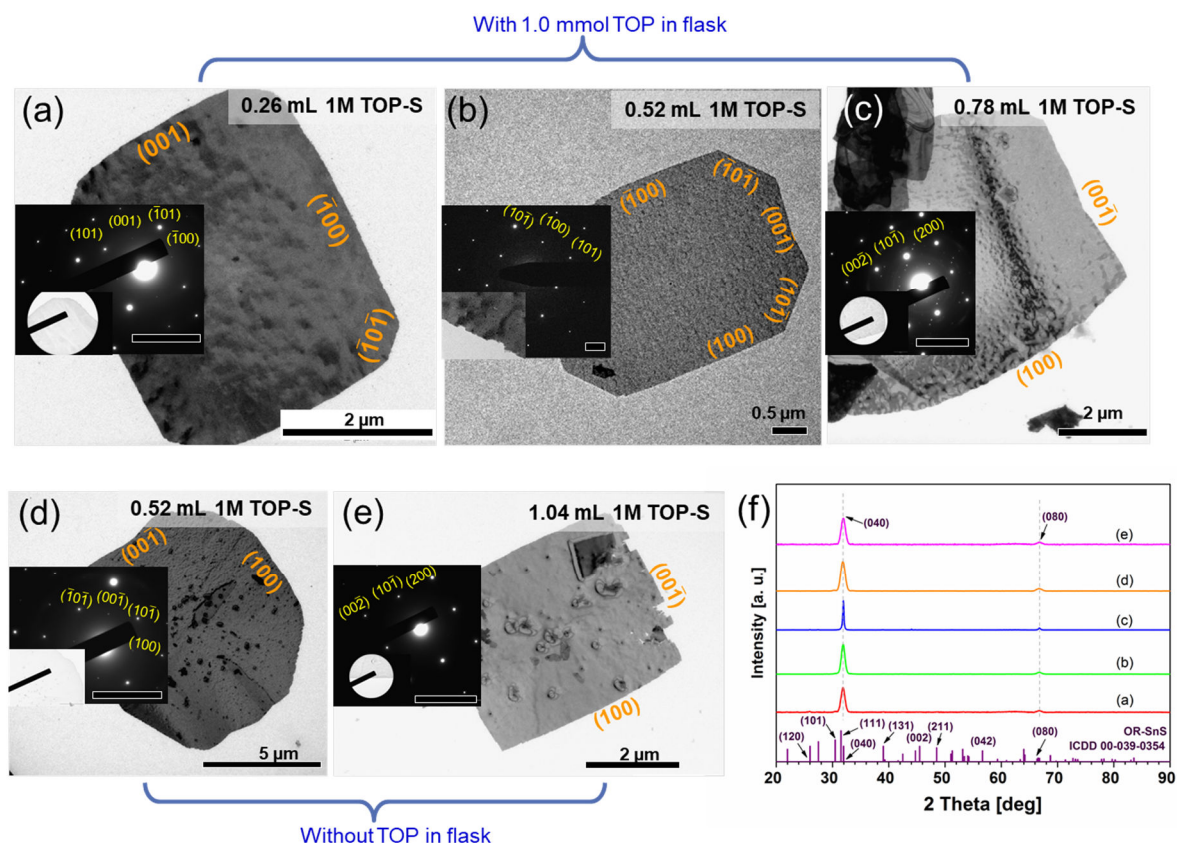 With 1.0 mmol TOP in flask
(a)
0.26 mL 1M TOP-S
(001)
(1̄00)
(1̄01̄)
(101)
(001)
(1̄01)
(1̄00)
2 µm
(b)
0.52 mL 1M TOP-S
(1̄00)
(1̄01)
(001)
(101)
(100)
(101̄)
(100)
(101)
0.5 µm
(c)
0.78 mL 1M TOP-S
(001̄)
(100)
(002̄)
(101̄)
(200)
2 µm
(d)
0.52 mL 1M TOP-S
(001̄)
(100)
(1̄01̄)
(001̄)
(101̄)
(100)
5 µm
(e)
1.04 mL 1M TOP-S
(001̄)
(100)
(002̄)
(101̄)
(200)
2 µm
Without TOP in flask
(f)
Intensity [a. u.]
(040)
(080)
(e)
(d)
(c)
(b)
(a)
(120)
(101)
(111)
(040)
(131)
(002)
(211)
(042)
(080)
OR-SnS
ICDD 00-039-0354
20 30 40 50 60 70 80 90
2 Theta [deg]